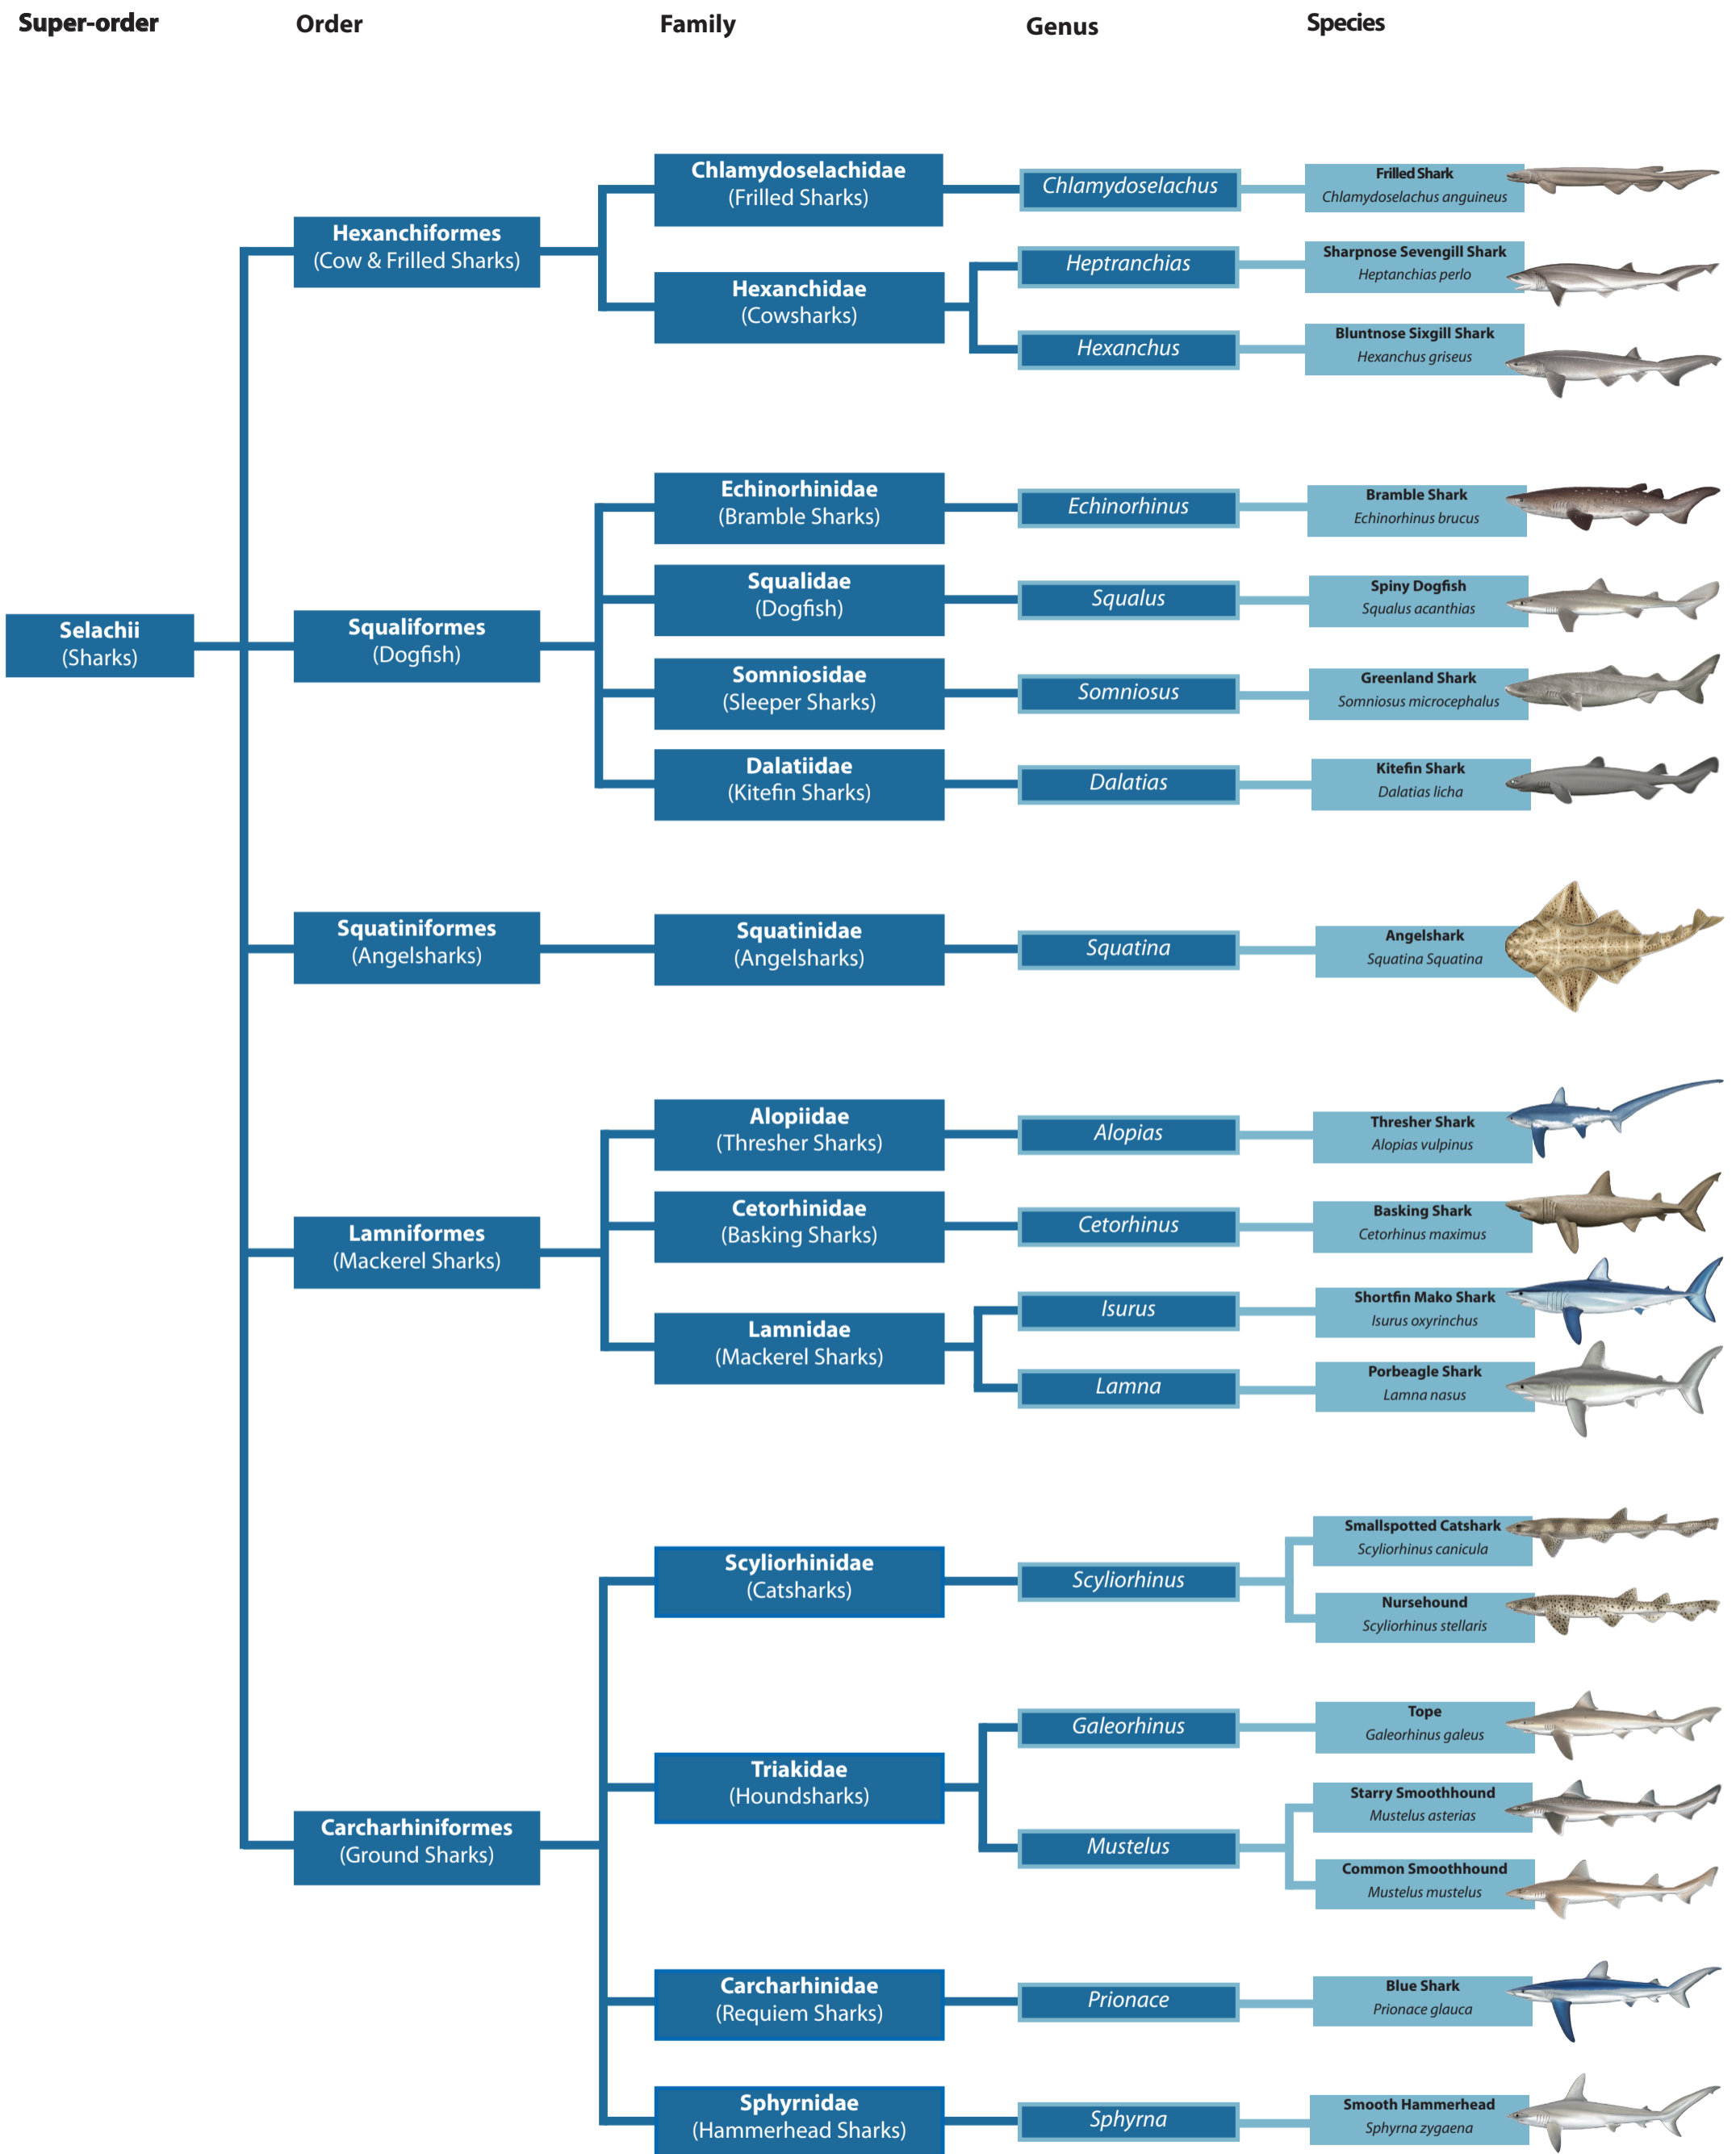 Super-order
Order
Family
Genus
Species
Selachii
(Sharks)
Hexanchiformes
(Cow & Frilled Sharks)
Chlamydoselachidae
(Frilled Sharks)
Chlamydoselachus
Frilled Shark
Chlamydoselachus anguineus
Hexanchidae
(Cowsharks)
Heptranchias
Sharpnose Sevengill Shark
Heptanchias perlo
Hexanchus
Bluntnose Sixgill Shark
Hexanchus griseus
Squaliformes
(Dogfish)
Echinorhinidae
(Bramble Sharks)
Echinorhinus
Bramble Shark
Echinorhinus brucus
Squalidae
(Dogfish)
Squalus
Spiny Dogfish
Squalus acanthias
Somniosidae
(Sleeper Sharks)
Somniosus
Greenland Shark
Somniosus microcephalus
Dalatiidae
(Kitefin Sharks)
Dalatias
Kitefin Shark
Dalatias licha
Squatiniformes
(Angelsharks)
Squatinidae
(Angelsharks)
Squatina
Angelshark
Squatina Squatina
Lamniformes
(Mackerel Sharks)
Alopiidae
(Thresher Sharks)
Alopias
Thresher Shark
Alopias vulpinus
Cetorhinidae
(Basking Sharks)
Cetorhinus
Basking Shark
Cetorhinus maximus
Lamnidae
(Mackerel Sharks)
Isurus
Shortfin Mako Shark
Isurus oxyrinchus
Lamna
Porbeagle Shark
Lamna nasus
Carcharhiniformes
(Ground Sharks)
Scyliorhinidae
(Catsharks)
Scyliorhinus
Smallspotted Catshark
Scyliorhinus canicula
Nursehound
Scyliorhinus stellaris
Triakidae
(Houndsharks)
Galeorhinus
Tope
Galeorhinus galeus
Mustelus
Starry Smoothhound
Mustelus asterias
Common Smoothhound
Mustelus mustelus
Carcharhinidae
(Requiem Sharks)
Prionace
Blue Shark
Prionace glauca
Sphyrnidae
(Hammerhead Sharks)
Sphyrna
Smooth Hammerhead
Sphyrna zygaena